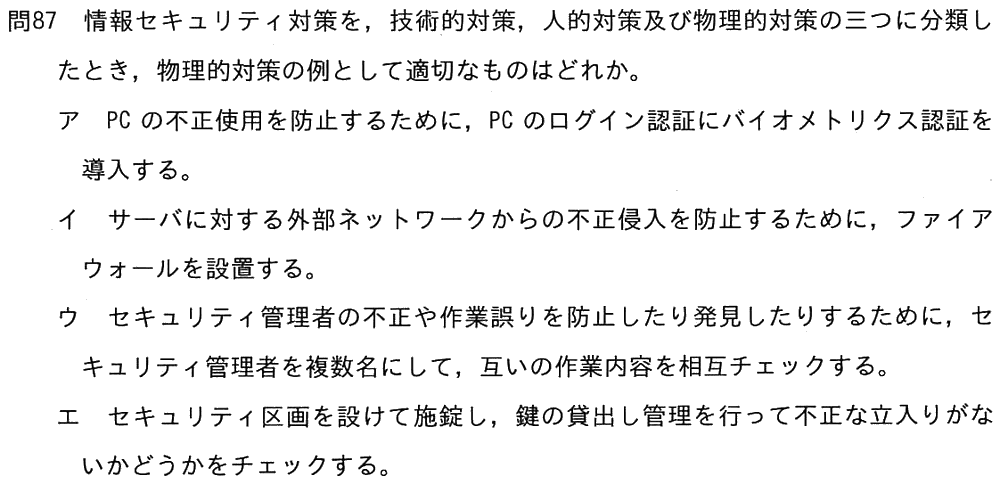 問87　情報セキュリティ対策を，技術的対策，人的対策及び物理的対策の三つに分類し
たとき，物理的対策の例として適切なものはどれか。
ア　PC の不正使用を防止するために，PC のログイン認証にバイオメトリクス認証を
導入する。
イ　サーバに対する外部ネットワークからの不正侵入を防止するために，ファイア
ウォールを設置する。
ウ　セキュリティ管理者の不正や作業誤りを防止したり発見したりするために，セ
キュリティ管理者を複数名にして，互いの作業内容を相互チェックする。
エ　セキュリティ区画を設けて施錠し，鍵の貸出し管理を行って不正な立入りがな
いかどうかをチェックする。